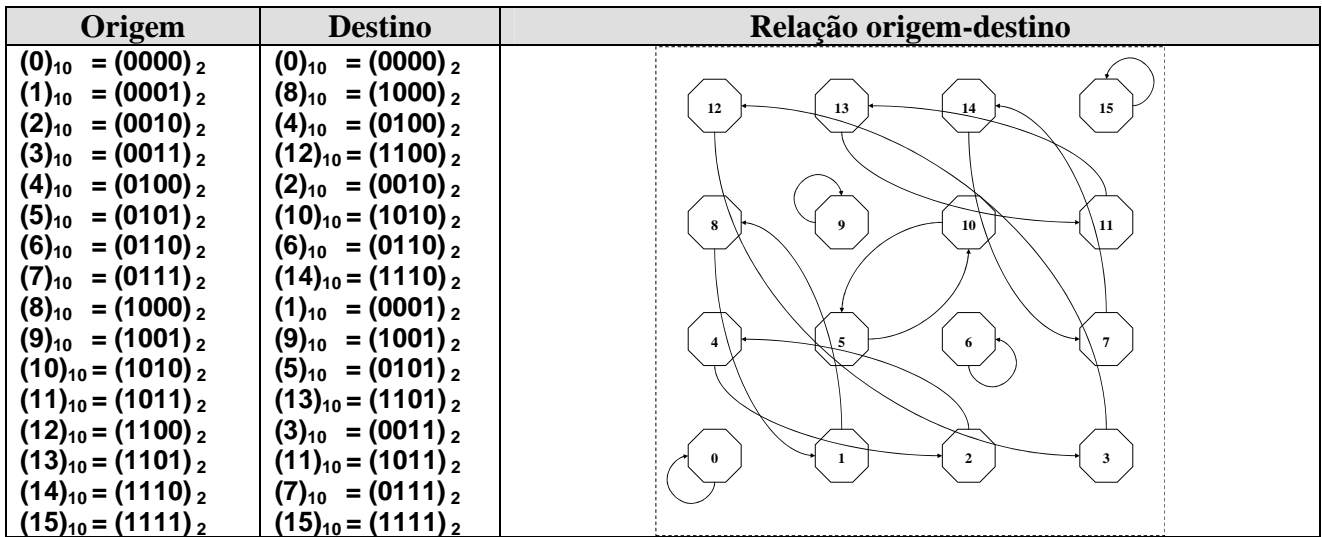 Origem Destino Relação origem-destino
(0)10 = (0000) 2 (0)10 = (0000) 2
(1)10 = (0001) 2 (8)10 = (1000) 2
(2)10 = (0010) 2 (4)10 = (0100) 2
(3)10 = (0011) 2 (12)10 = (1100) 2
(4)10 = (0100) 2 (2)10 = (0010) 2
(5)10 = (0101) 2 (10)10 = (1010) 2
(6)10 = (0110) 2 (6)10 = (0110) 2
(7)10 = (0111) 2 (14)10 = (1110) 2
(8)10 = (1000) 2 (1)10 = (0001) 2
(9)10 = (1001) 2 (9)10 = (1001) 2
(10)10 = (1010) 2 (5)10 = (0101) 2
(11)10 = (1011) 2 (13)10 = (1101) 2
(12)10 = (1100) 2 (3)10 = (0011) 2
(13)10 = (1101) 2 (11)10 = (1011) 2
(14)10 = (1110) 2 (7)10 = (0111) 2
(15)10 = (1111) 2 (15)10 = (1111) 2
12 13 14 15
8 9 10 11
4 5 6 7
0 1 2 3